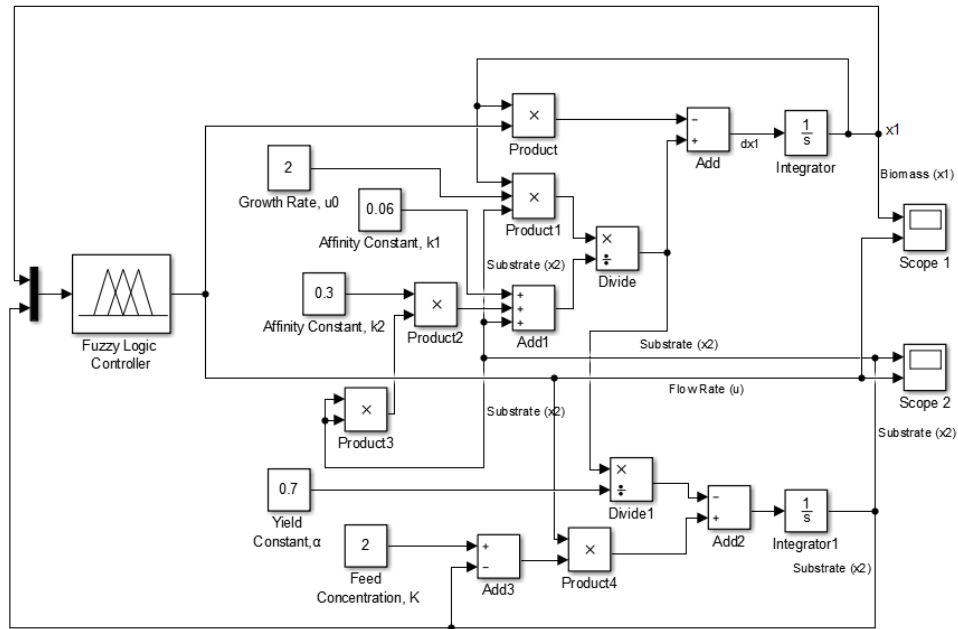 x1
dx1
×
Product
−
+
Add
1
s
Integrator
Biomass (x1)
2
Growth Rate, u0
×
Product1
0.06
Affinity Constant, k1
×
÷
Divide
Scope 1
Substrate (x2)
0.3
Affinity Constant, k2
×
Product2
+
+
+
Add1
Fuzzy Logic
Controller
Substrate (x2)
Flow Rate (u)
Scope 2
×
Product3
Substrate (x2)
Substrate (x2)
0.7
Yield
Constant,α
×
÷
Divide1
−
+
Add2
1
s
Integrator1
Substrate (x2)
2
Feed
Concentration, K
+
−
Add3
×
Product4